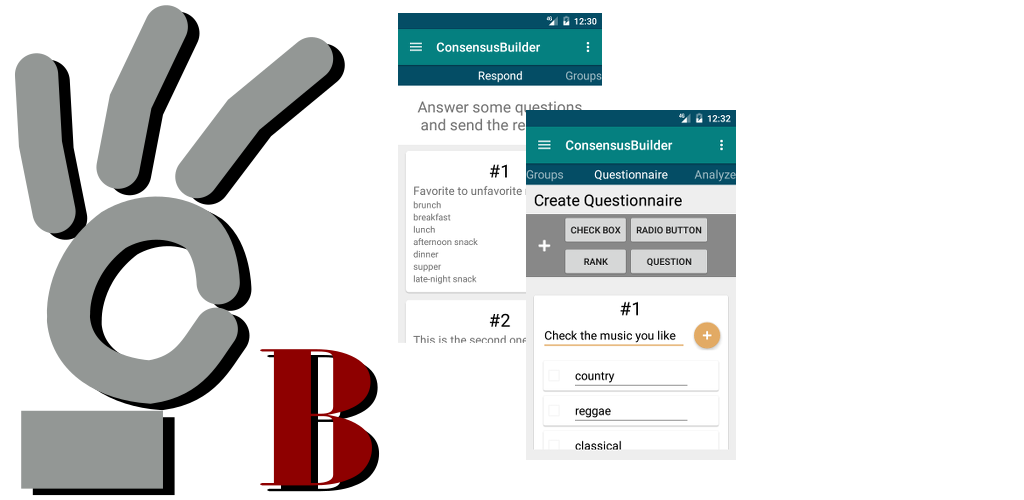 C
B
12:30
ConsensusBuilder
Respond Groups
Answer some questions
and send the re
#1
Favorite to unfavorite
brunch
breakfast
lunch
afternoon snack
dinner
supper
late-night snack
#2
This is the second one
12:32
ConsensusBuilder
Groups Questionnaire Analyze
Create Questionnaire
+ CHECK BOX RADIO BUTTON
RANK QUESTION
#1
Check the music you like +
country
reggae
classical